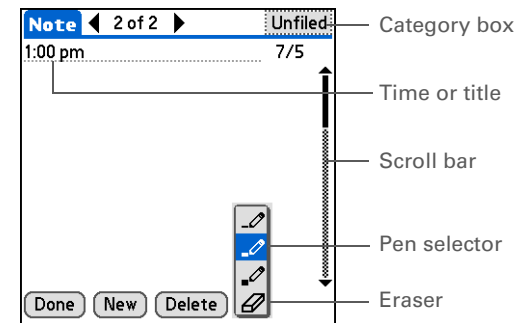 Note 2 of 2 Unfiled Category box
1:00 pm 7/5
Time or title
Scroll bar
Pen selector
Done New Delete Eraser